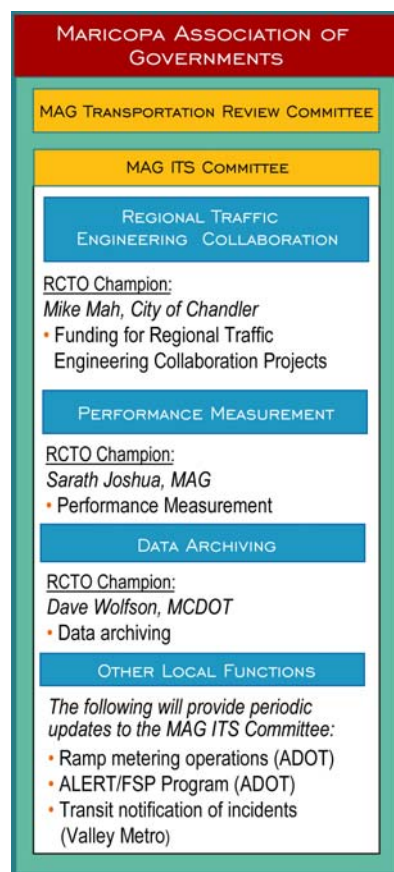 MARICOPA ASSOCIATION OF
GOVERNMENTS
MAG TRANSPORTATION REVIEW COMMITTEE
MAG ITS COMMITTEE
REGIONAL TRAFFIC
ENGINEERING COLLABORATION
RCTO Champion:
Mike Mah, City of Chandler
• Funding for Regional Traffic
Engineering Collaboration Projects
PERFORMANCE MEASUREMENT
RCTO Champion:
Sarath Joshua, MAG
• Performance Measurement
DATA ARCHIVING
RCTO Champion:
Dave Wolfson, MCDOT
• Data archiving
OTHER LOCAL FUNCTIONS
The following will provide periodic
updates to the MAG ITS Committee:
• Ramp metering operations (ADOT)
• ALERT/FSP Program (ADOT)
• Transit notification of incidents
(Valley Metro)